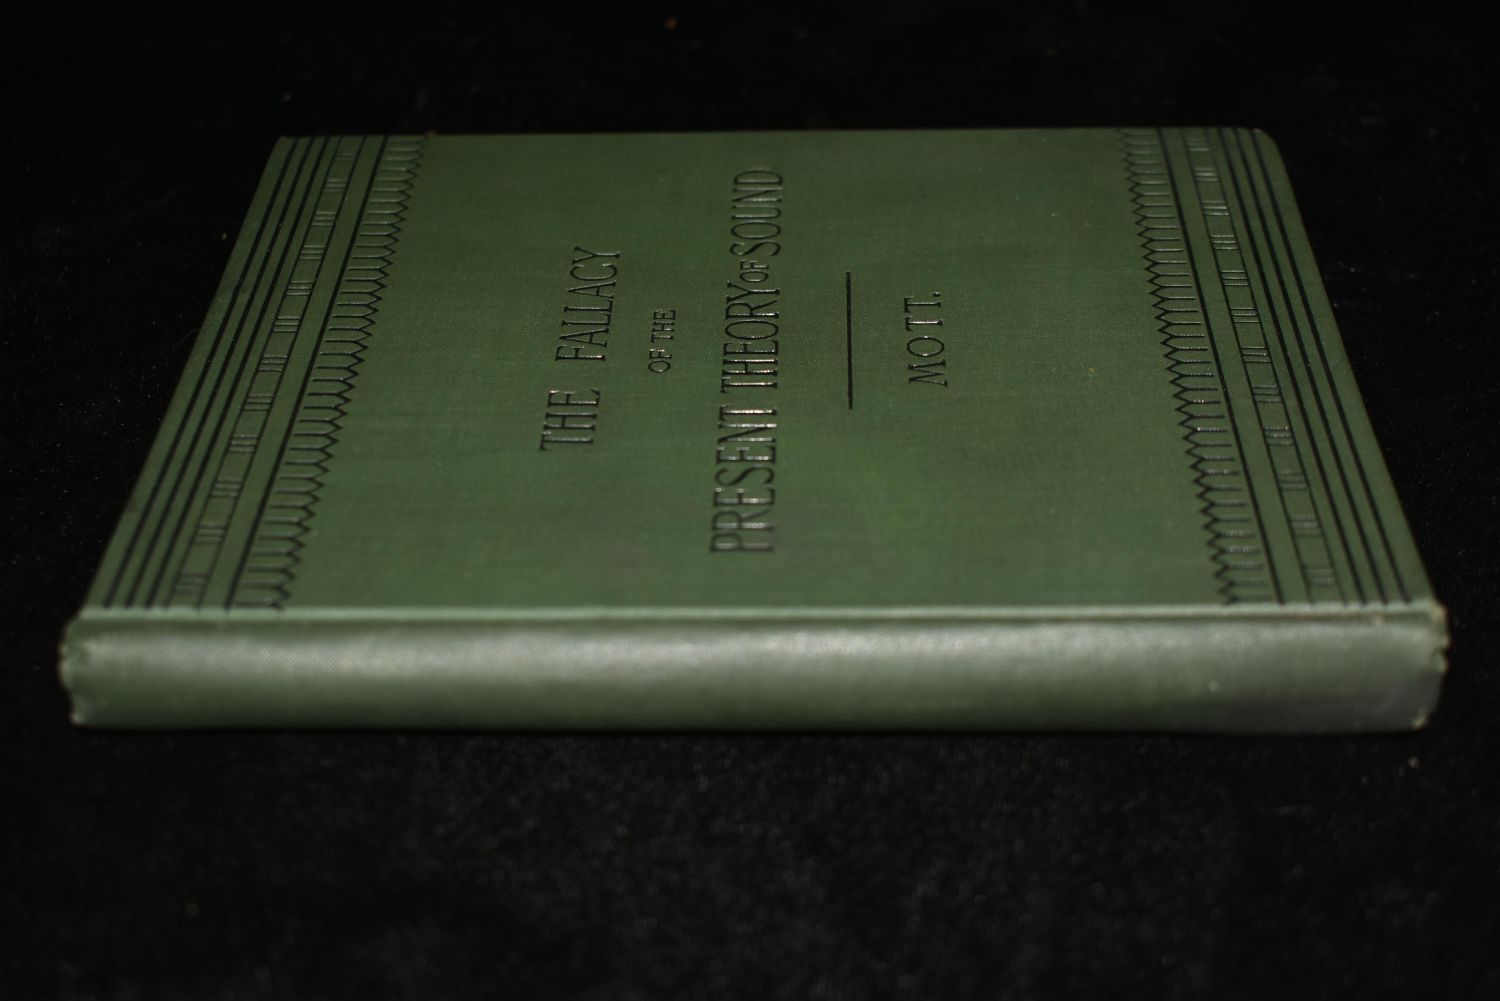 THE FALLACY
OF THE
PRESENT THEORY OF SOUND
MOTT.